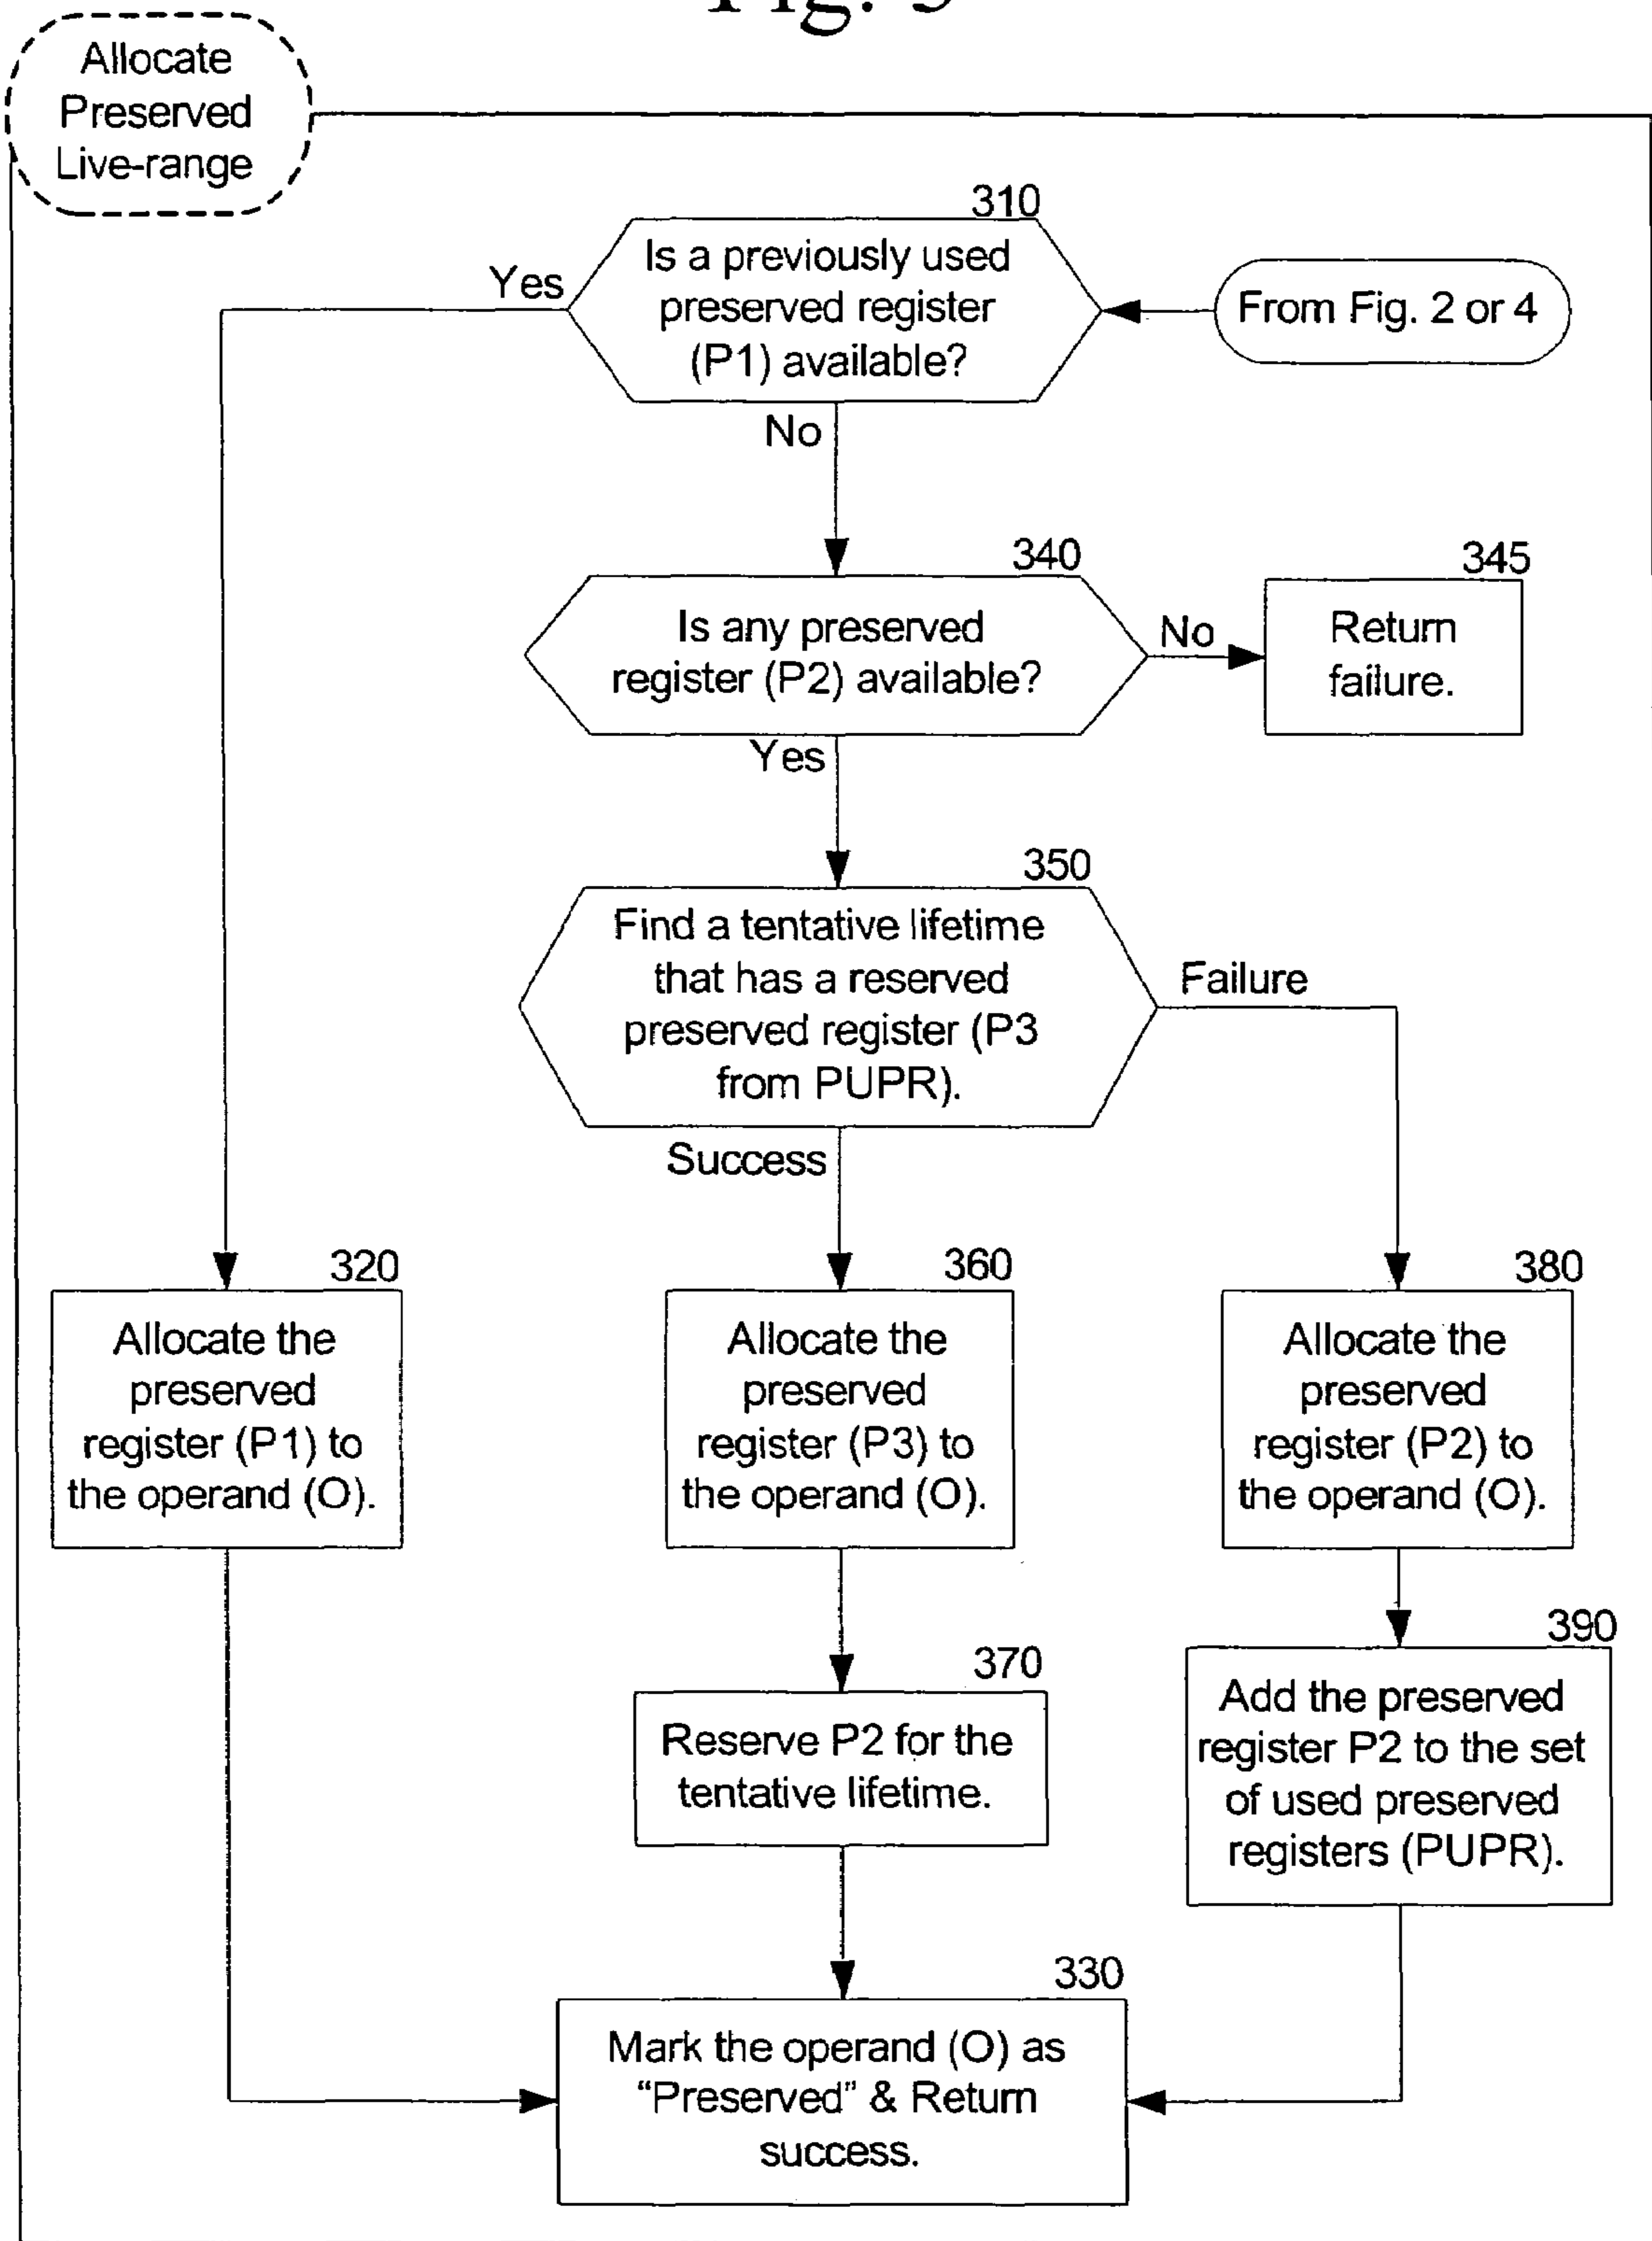 Allocate
Preserved
Live-range
310
Is a previously used
preserved register
(P1) available?
Yes
From Fig. 2 or 4
No
340
Is any preserved
register (P2) available?
No
345
Return
failure.
Yes
350
Find a tentative lifetime
that has a reserved
preserved register (P3
from PUPR).
Failure
Success
320
Allocate the
preserved
register (P1) to
the operand (O).
360
Allocate the
preserved
register (P3) to
the operand (O).
380
Allocate the
preserved
register (P2) to
the operand (O).
370
Reserve P2 for the
tentative lifetime.
390
Add the preserved
register P2 to the set
of used preserved
registers (PUPR).
330
Mark the operand (O) as
“Preserved” & Return
success.